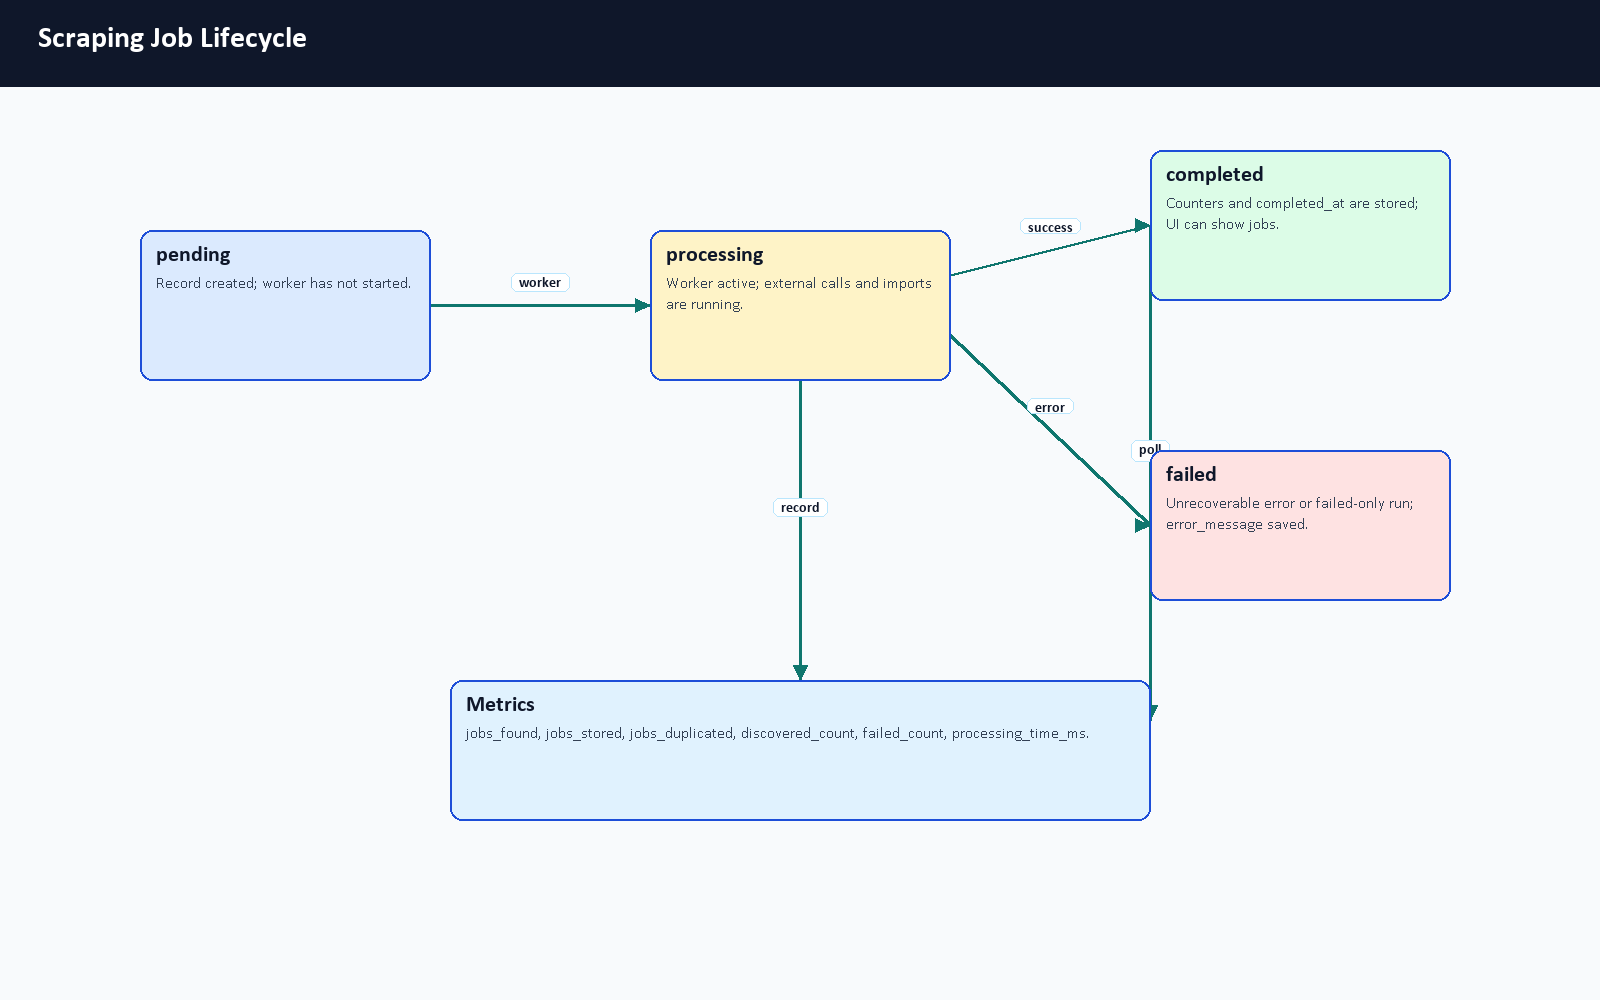 Scraping Job Lifecycle
pending
Record created; worker has not started.
worker
processing
Worker active; external calls and imports
are running.
success
completed
Counters and completed_at are stored;
UI can show jobs.
error
poll
failed
Unrecoverable error or failed-only run;
error_message saved.
record
Metrics
jobs_found, jobs_stored, jobs_duplicated, discovered_count, failed_count, processing_time_ms.